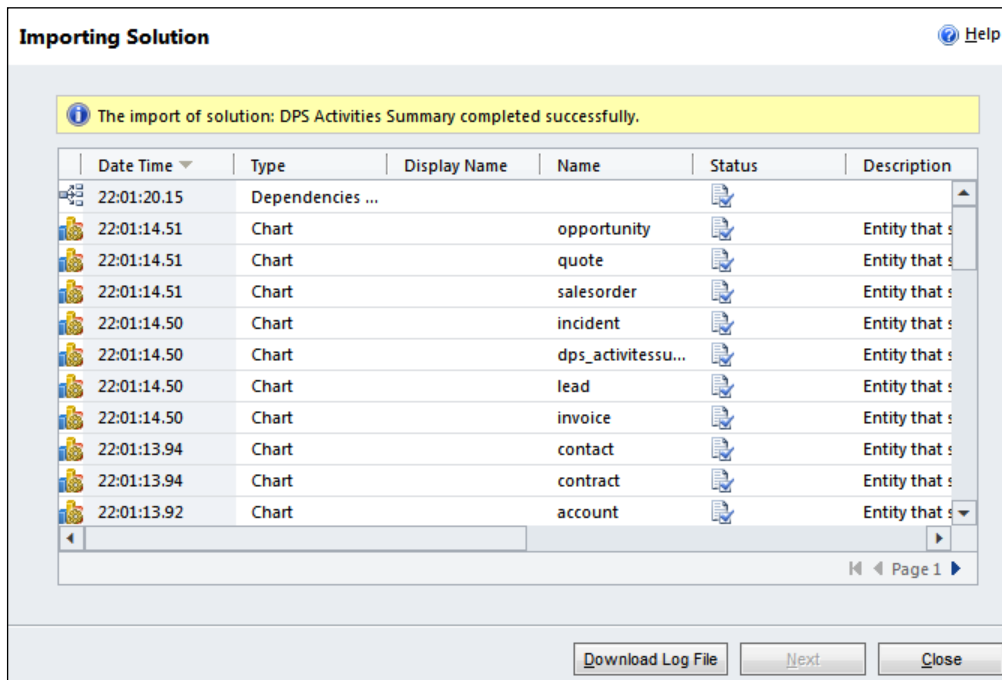 Importing Solution
Help
The import of solution: DPS Activities Summary completed successfully.
Date Time Type Display Name Name Status Description
22:01:20.15 Dependencies ...
22:01:14.51 Chart opportunity Entity that s
22:01:14.51 Chart quote Entity that s
22:01:14.51 Chart salesorder Entity that s
22:01:14.50 Chart incident Entity that s
22:01:14.50 Chart dps_activitessu... Entity that s
22:01:14.50 Chart lead Entity that s
22:01:14.50 Chart invoice Entity that s
22:01:13.94 Chart contact Entity that s
22:01:13.94 Chart contract Entity that s
22:01:13.92 Chart account Entity that s
Page 1
Download Log File Next Close